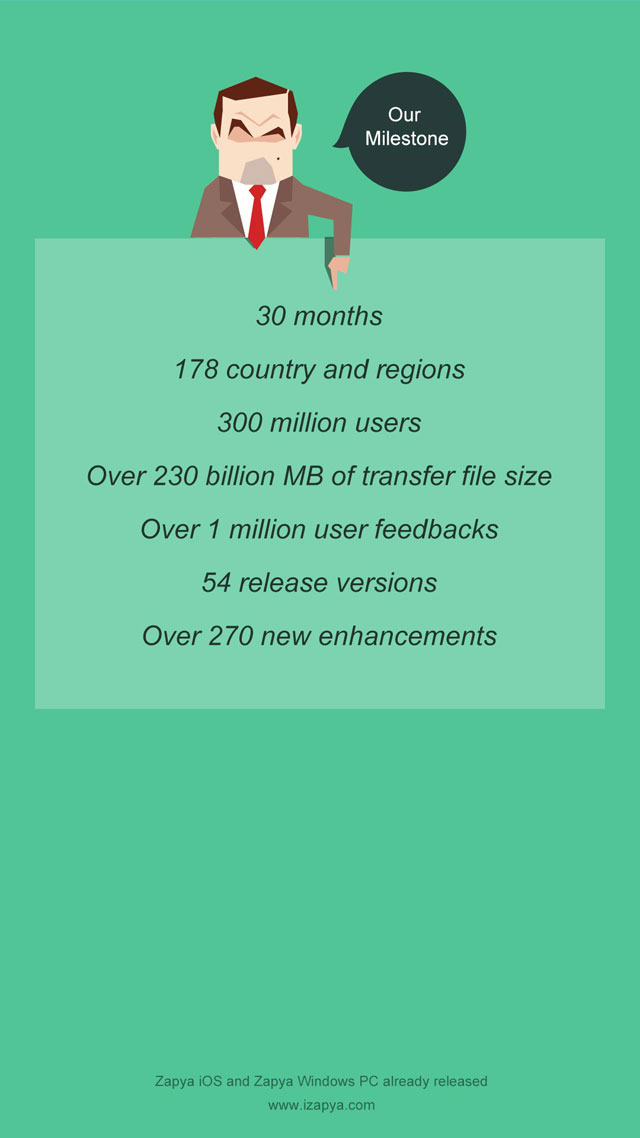 Our
Milestone
30 months
178 country and regions
300 million users
Over 230 billion MB of transfer file size
Over 1 million user feedbacks
54 release versions
Over 270 new enhancements
Zapya iOS and Zapya Windows PC already released
www.izapya.com